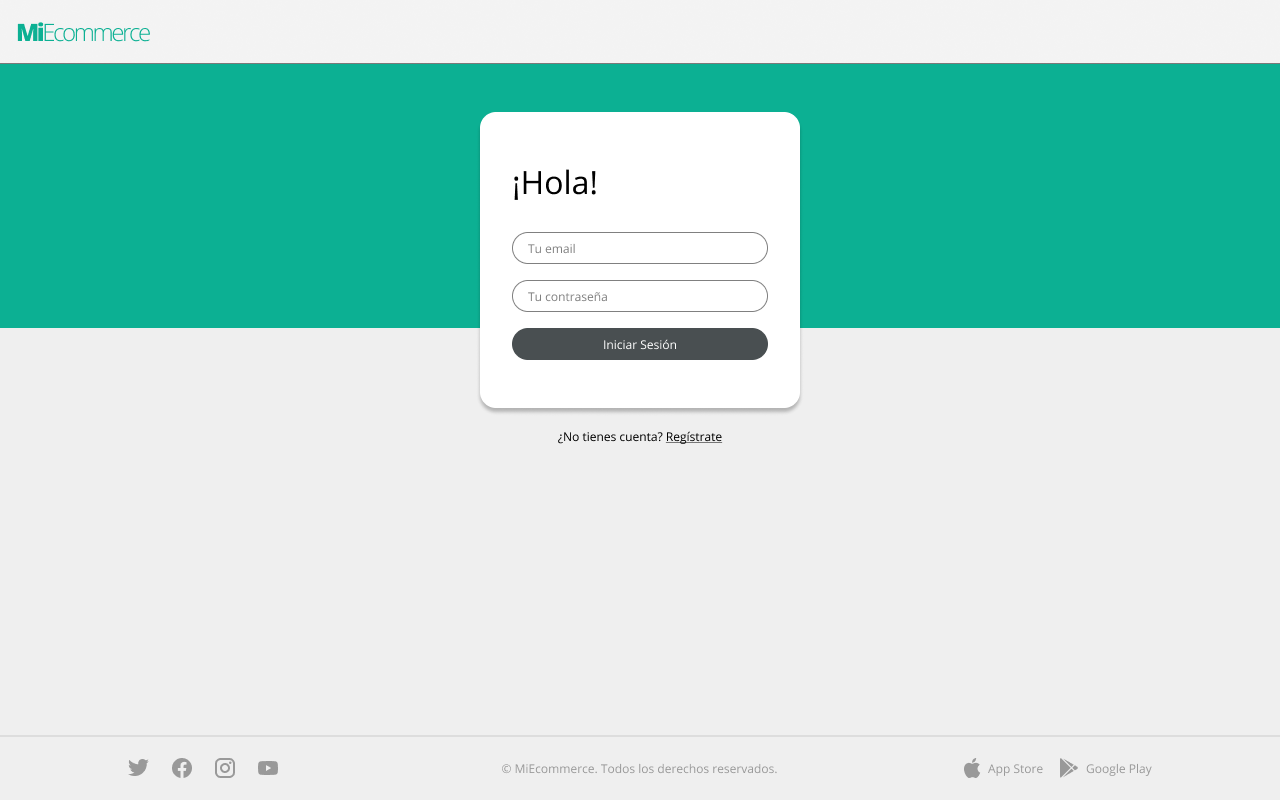 MiEcommerce
¡Hola!
Tu email
Tu contraseña
Iniciar Sesión
¿No tienes cuenta? Regístrate
© MiEcommerce. Todos los derechos reservados.
App Store
Google Play